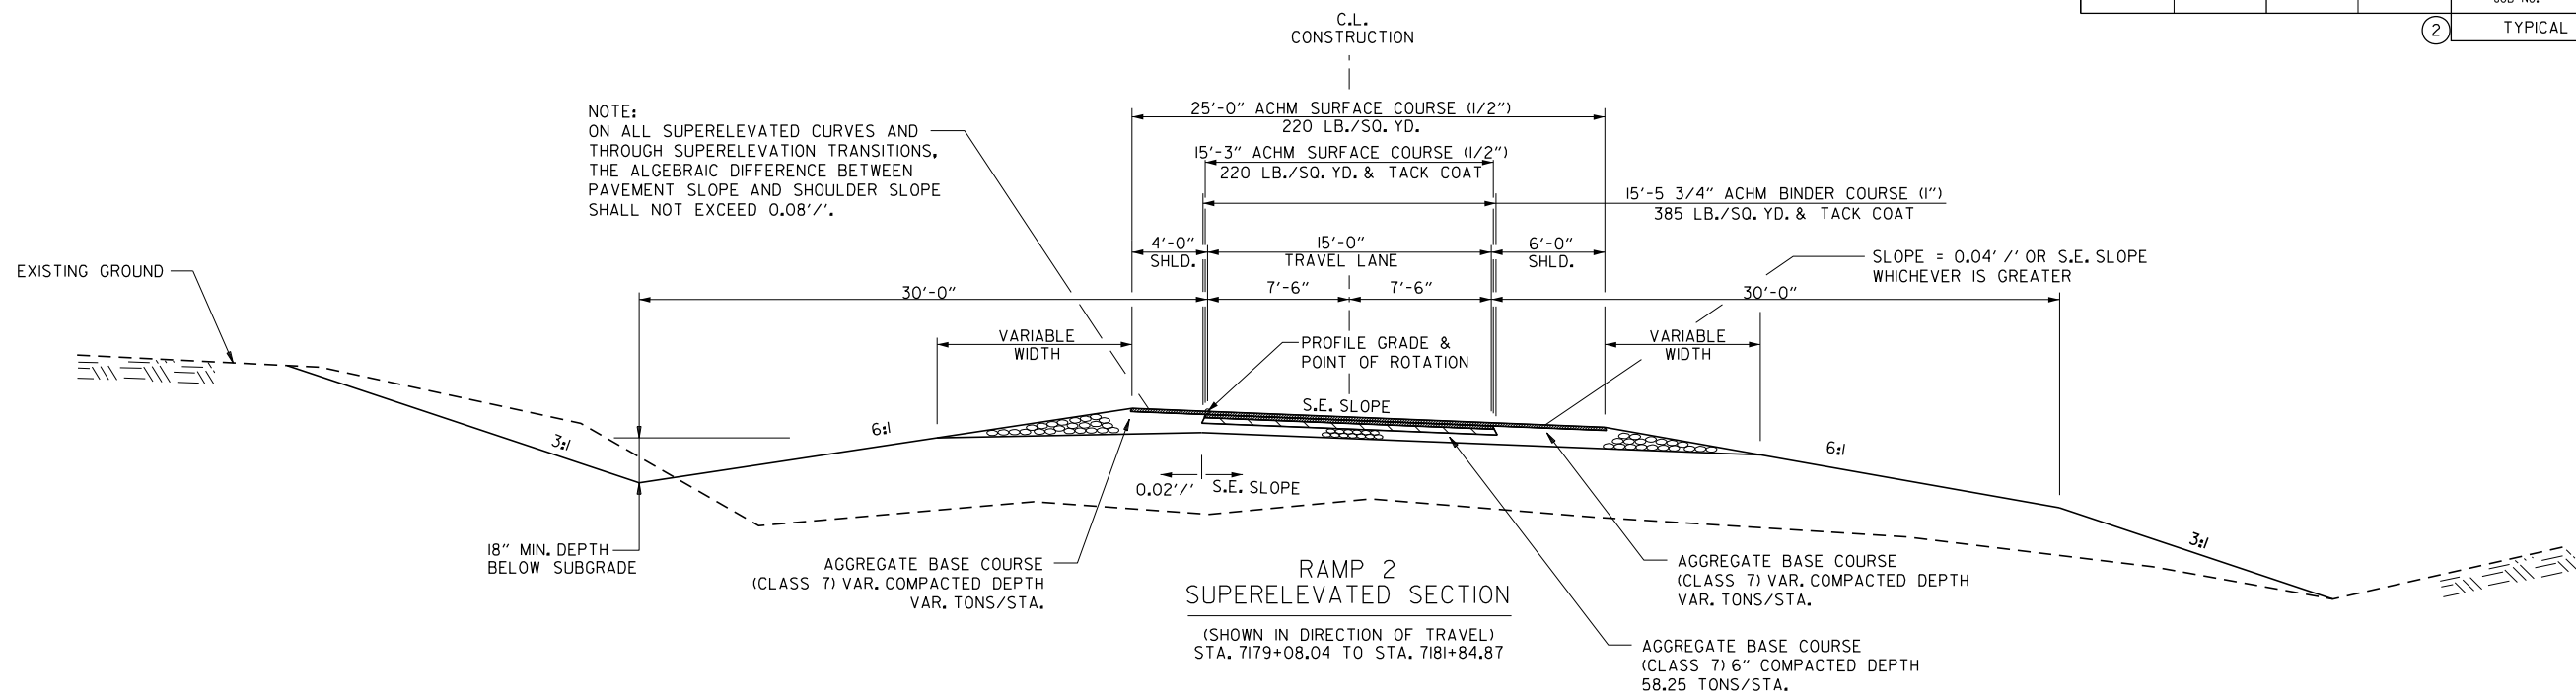 JOB NO.
2
TYPICAL
C.L.
CONSTRUCTION
25'-0" ACHM SURFACE COURSE (1/2")
220 LB./SQ. YD.
15'-3" ACHM SURFACE COURSE (1/2")
220 LB./SQ. YD. & TACK COAT
15'-5 3/4" ACHM BINDER COURSE (1")
385 LB./SQ. YD. & TACK COAT
NOTE:
ON ALL SUPERELEVATED CURVES AND
THROUGH SUPERELEVATION TRANSITIONS,
THE ALGEBRAIC DIFFERENCE BETWEEN
PAVEMENT SLOPE AND SHOULDER SLOPE
SHALL NOT EXCEED 0.08'/'.
4'-0"
SHLD.
15'-0"
TRAVEL LANE
6'-0"
SHLD.
SLOPE = 0.04' /' OR S.E. SLOPE
WHICHEVER IS GREATER
EXISTING GROUND
30'-0"
7'-6"
7'-6"
30'-0"
VARIABLE
WIDTH
PROFILE GRADE &
POINT OF ROTATION
VARIABLE
WIDTH
S.E. SLOPE
3:1
6:1
6:1
3:1
0.02'/'
S.E. SLOPE
18" MIN. DEPTH
BELOW SUBGRADE
AGGREGATE BASE COURSE
(CLASS 7) VAR. COMPACTED DEPTH
VAR. TONS/STA.
RAMP 2
SUPERELEVATED SECTION
(SHOWN IN DIRECTION OF TRAVEL)
STA. 7179+08.04 TO STA. 7181+84.87
AGGREGATE BASE COURSE
(CLASS 7) VAR. COMPACTED DEPTH
VAR. TONS/STA.
AGGREGATE BASE COURSE
(CLASS 7) 6" COMPACTED DEPTH
58.25 TONS/STA.